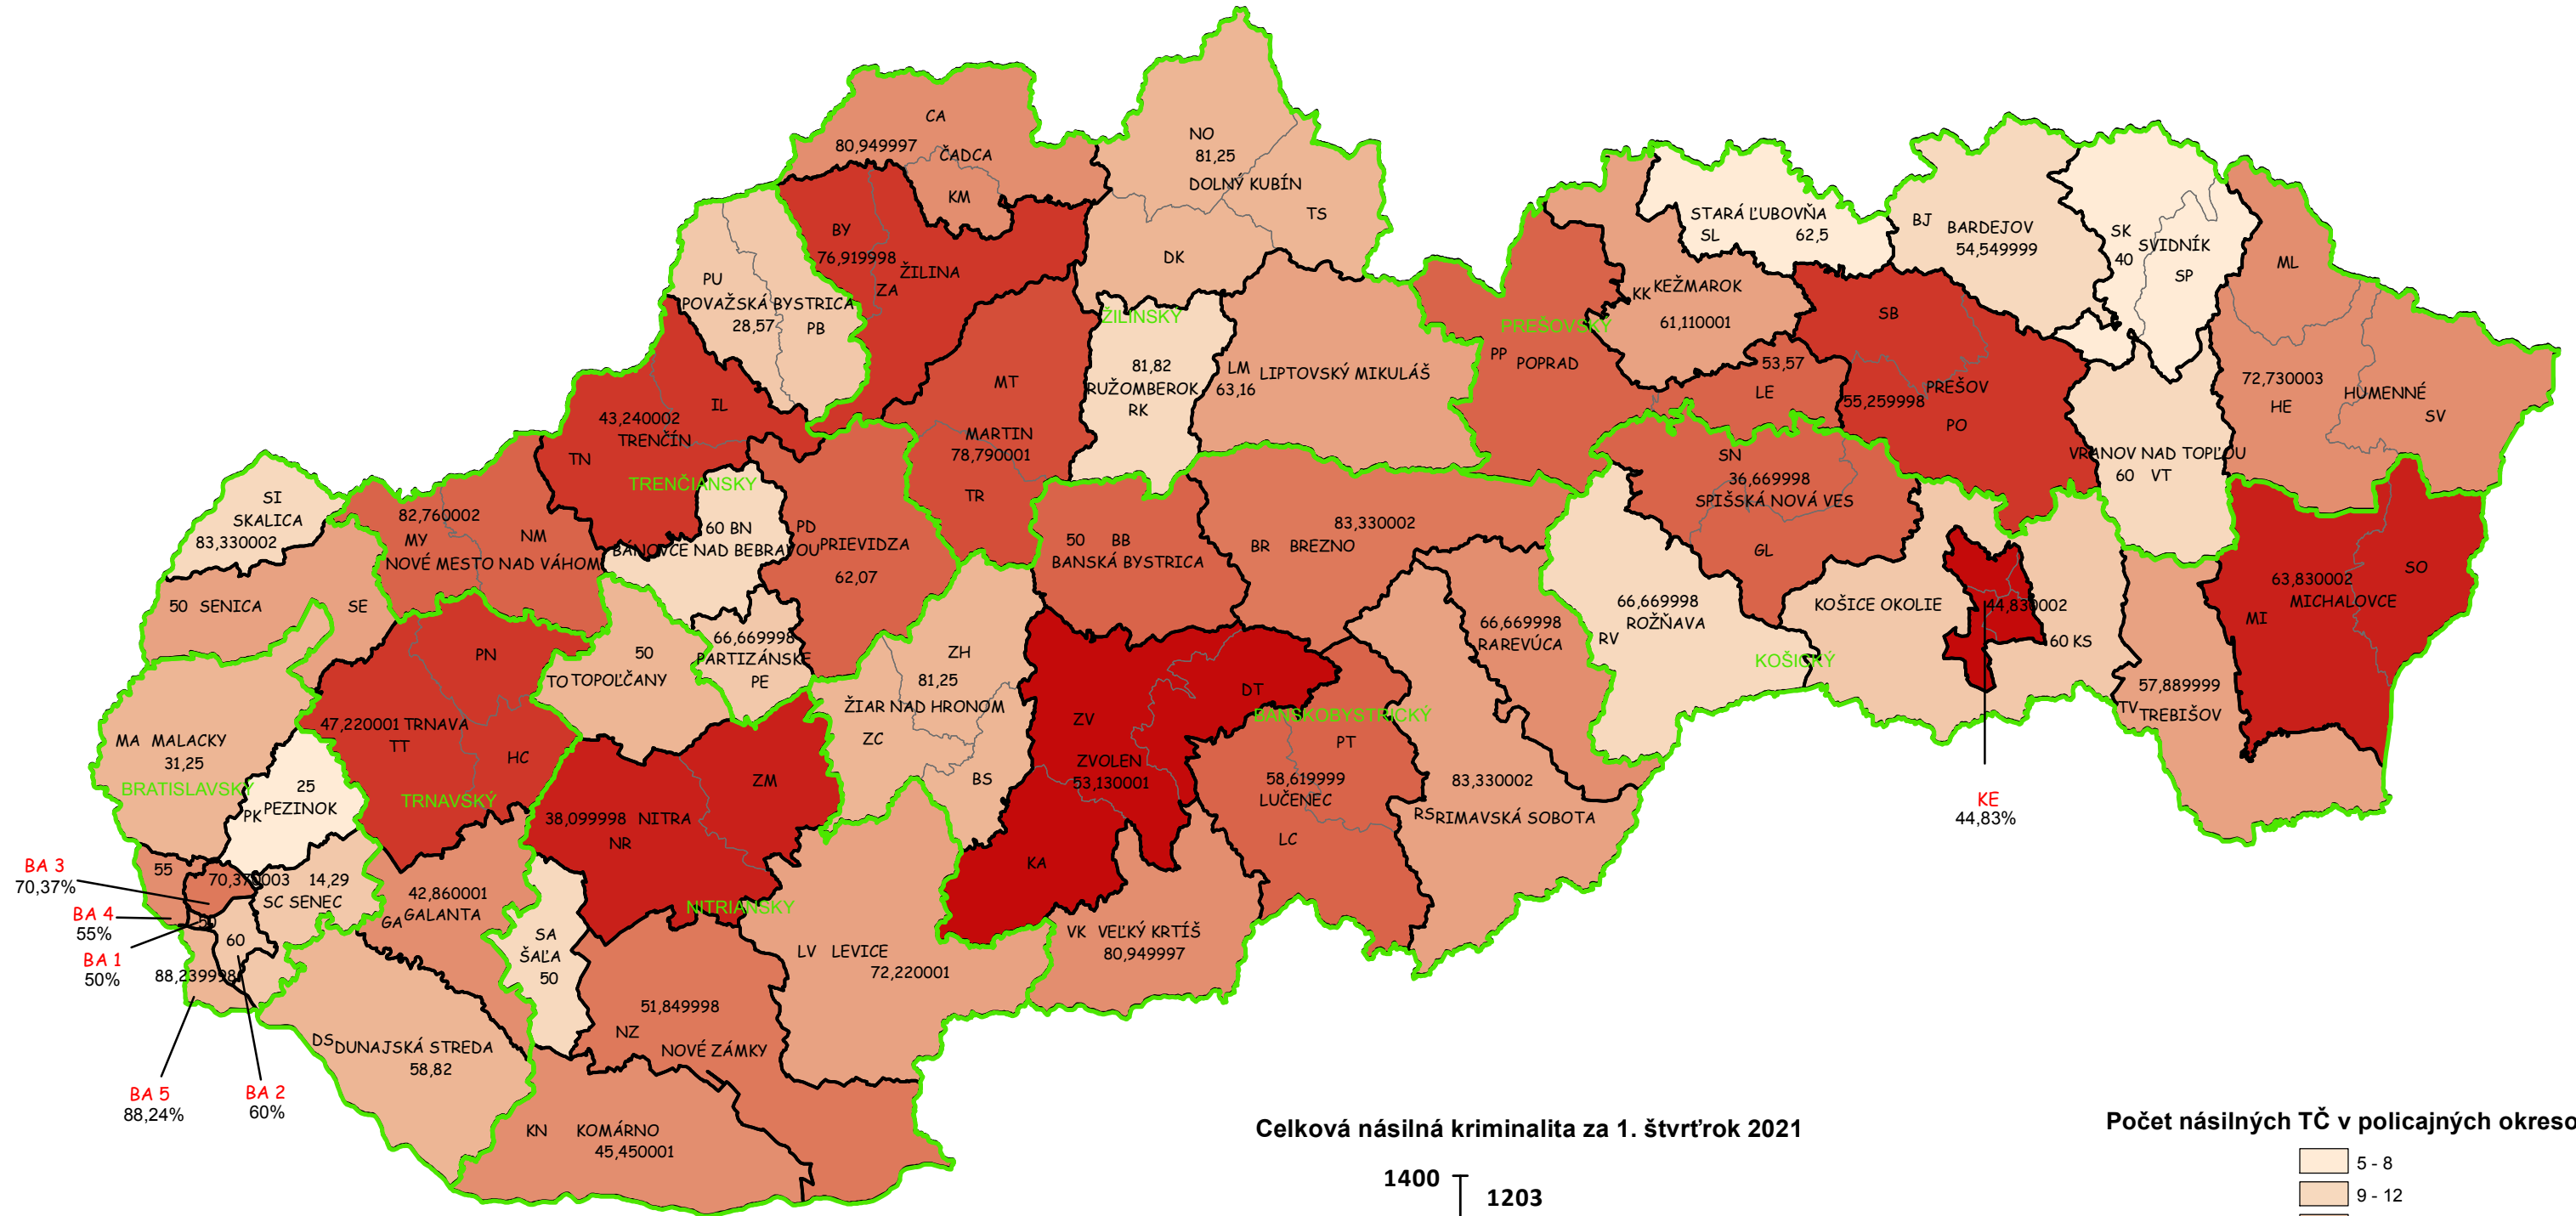 CA
80,949997
ČADCA
KM
NO
81,25
DOLNÝ KUBÍN
TS
DK
BY
76,919998
ŽILINA
ZA
PU
POVAŽSKÁ BYSTRICA
28,57
PB
ŽILINSKÝ
81,82
RUŽOMBEROK
RK
LM
63,16
LIPTOVSKÝ MIKULÁŠ
MT
MARTIN
78,790001
TR
STARÁ ĽUBOVŇA
SL
62,5
BJ
BARDEJOV
54,549999
SK
40
SVIDNÍK
SP
ML
KK
KEŽMAROK
61,110001
PREŠOVSKÝ
PP
POPRAD
53,57
LE
SB
55,259998
PREŠOV
PO
72,730003
HE
HUMENNÉ
SV
VRANOV NAD TOPĽOU
60
VT
43,240002
TRENČÍN
IL
TN
TRENČIANSKY
SI
SKALICA
83,330002
82,760002
MY
NM
NOVÉ MESTO NAD VÁHOM
60 BN
BÁNOVCE NAD BEBRAVOU
PD
PRIEVIDZA
62,07
50
BB
BANSKÁ BYSTRICA
83,330002
BR
BREZNO
SN
36,669998
SPIŠSKÁ NOVÁ VES
GL
50
SENICA
SE
PN
47,220001
TRNAVA
TT
HC
TRNAVSKÝ
50
TO
TOPOĽČANY
66,669998
PARTIZÁNSKE
PE
ZH
81,25
ŽIAR NAD HRONOM
ZC
BS
66,669998
RA
REVÚCA
66,669998
ROŽŇAVA
RV
KOŠICKÝ
KOŠICE OKOLIE
44,830002
60 KS
63,830002
MICHALOVCE
SO
MI
57,889999
TV
TREBIŠOV
MA
MALACKY
31,25
BRATISLAVSKÝ
25
PK
PEZINOK
ZV
ZVOLEN
53,130001
DT
KA
BANSKOBYSTRICKÝ
PT
58,619999
LUČENEC
LC
83,330002
RS
RIMAVSKÁ SOBOTA
KE
44,83%
38,099998
NITRA
NR
ZM
NITRIANSKY
BA 3
70,37%
BA 4
55%
BA 1
50%
55
70,370003
14,29
SC SENEC
50
60
88,239998
BA 5
88,24%
BA 2
60%
42,860001
GA
GALANTA
SA
ŠAĽA
50
LV
LEVICE
72,220001
VK
VEĽKÝ KRTÍŠ
80,949997
51,849998
NZ
NOVÉ ZÁMKY
DS
DUNAJSKÁ STREDA
58,82
KN
KOMÁRNO
45,450001
Celková násilná kriminalita za 1. štvrťrok 2021
1400
1203
Počet násilných TČ v policajných okreso
5 - 8
9 - 12